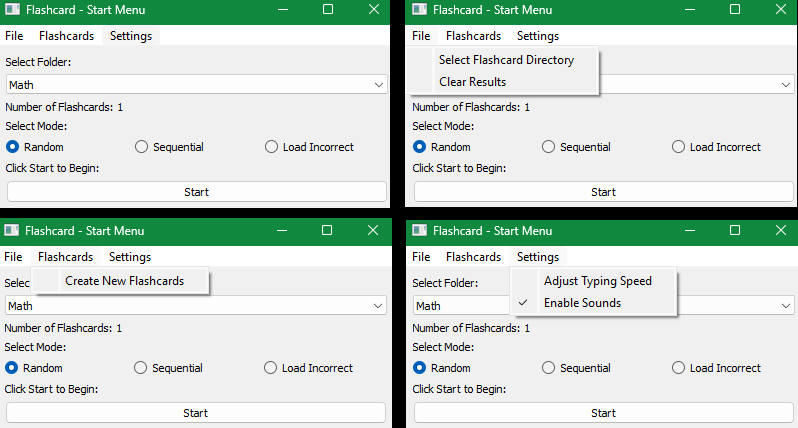 Flashcard - Start Menu
File Flashcards Settings
Select Folder:
Math
Number of Flashcards: 1
Select Mode:
Random Sequential Load Incorrect
Click Start to Begin:
Start
Flashcard - Start Menu
File Flashcards Settings
Select Flashcard Directory
Clear Results
Number of Flashcards: 1
Select Mode:
Random Sequential Load Incorrect
Click Start to Begin:
Start
Flashcard - Start Menu
File Flashcards Settings
Selec
Create New Flashcards
Math
Number of Flashcards: 1
Select Mode:
Random Sequential Load Incorrect
Click Start to Begin:
Start
Flashcard - Start Menu
File Flashcards Settings
Select Folder:
Adjust Typing Speed
Math
Enable Sounds
Number of Flashcards: 1
Select Mode:
Random Sequential Load Incorrect
Click Start to Begin:
Start